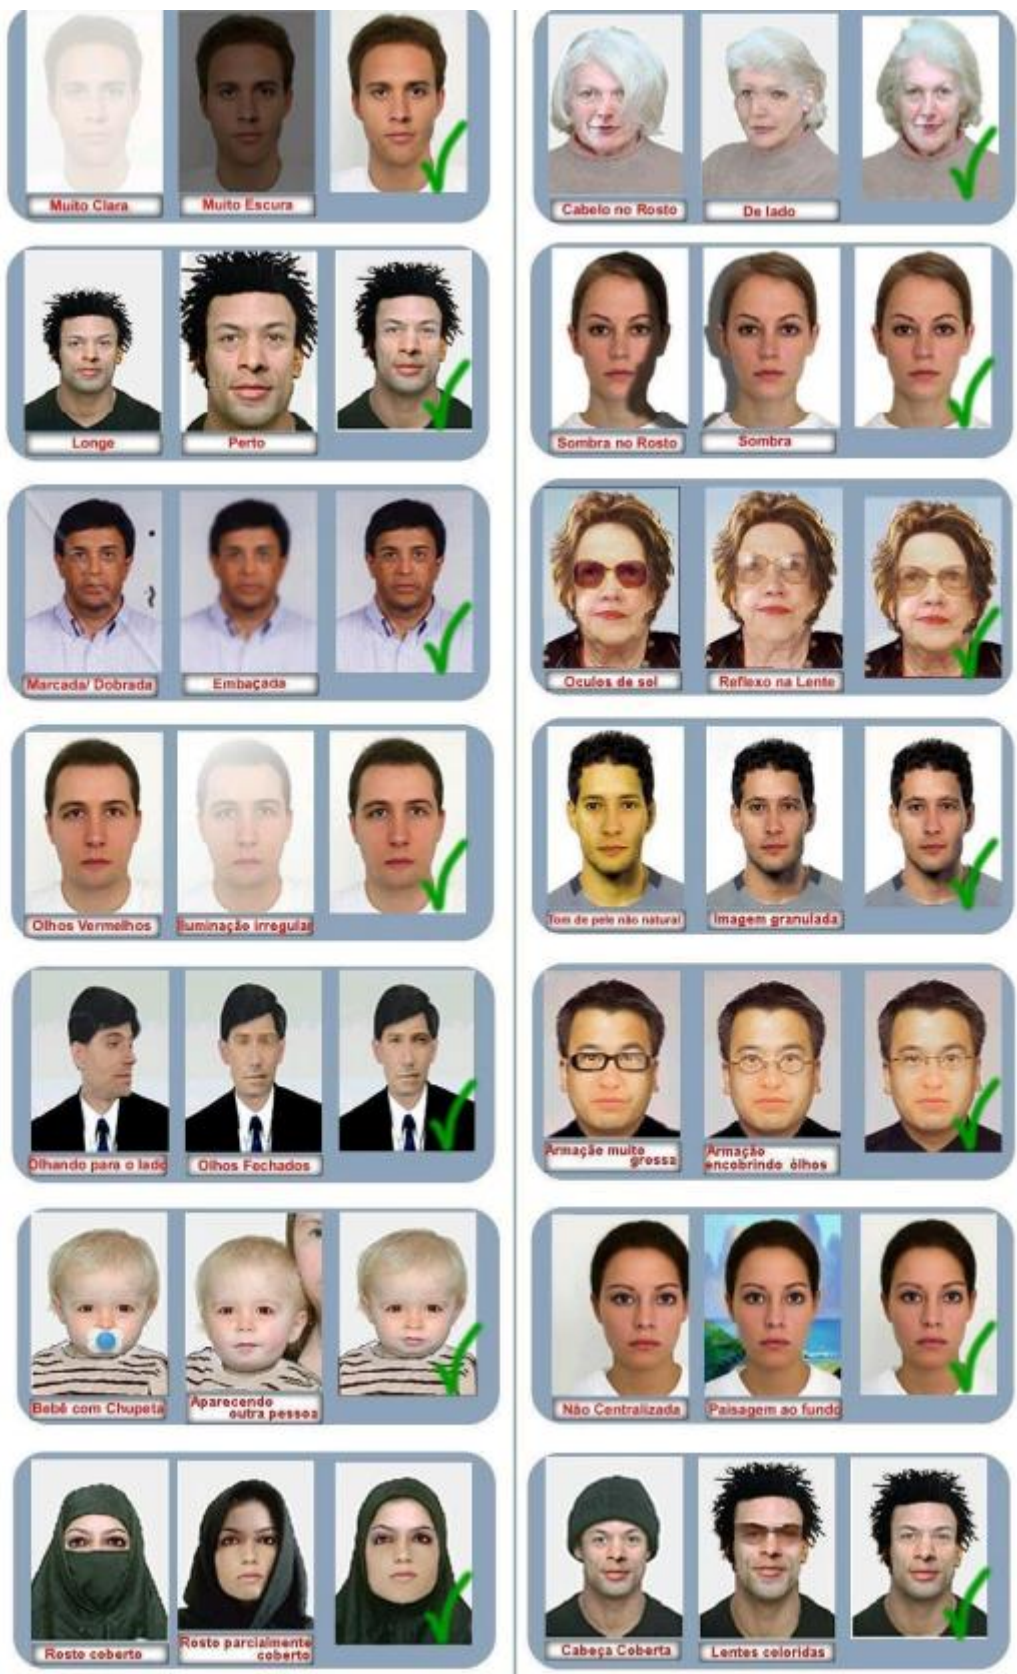 Muito Clara
Muito Escura
Cabelo no Rosto
De lado
Longe
Perto
Sombra no Rosto
Sombra
Marcada/ Dobrada
Embaçada
Oculos de sol
Reflexo na Lente
Olhos Vermelhos
Iluminação irregular
Tom de pele não natural
Imagem granulada
Olhando para o lado
Olhos Fechados
Armação muito
grossa
Armação
encobrindo ólhos
Bebê com Chupeta
Aparecendo
outra pessoa
Não Centralizada
Paisagem ao fundo
Rosto coberto
Rosto parcialmente
coberto
Cabeça Coberta
Lentes coloridas